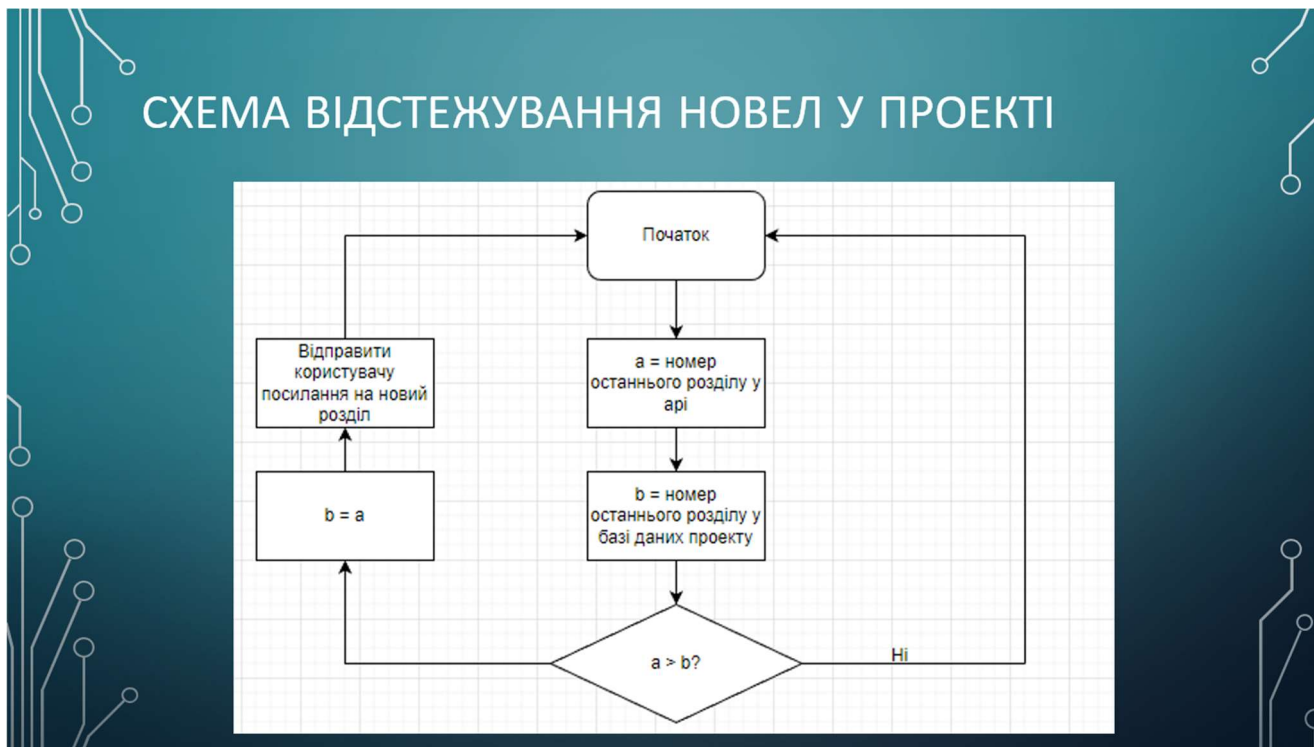 СХЕМА ВІДСТЕЖУВАННЯ НОВЕЛ У ПРОЕКТІ
Початок
a = номер
останнього розділу у
api
b = номер
останнього розділу у
базі даних проекту
a > b?
Ні
b = a
Відправити
користувачу
посилання на новий
розділ